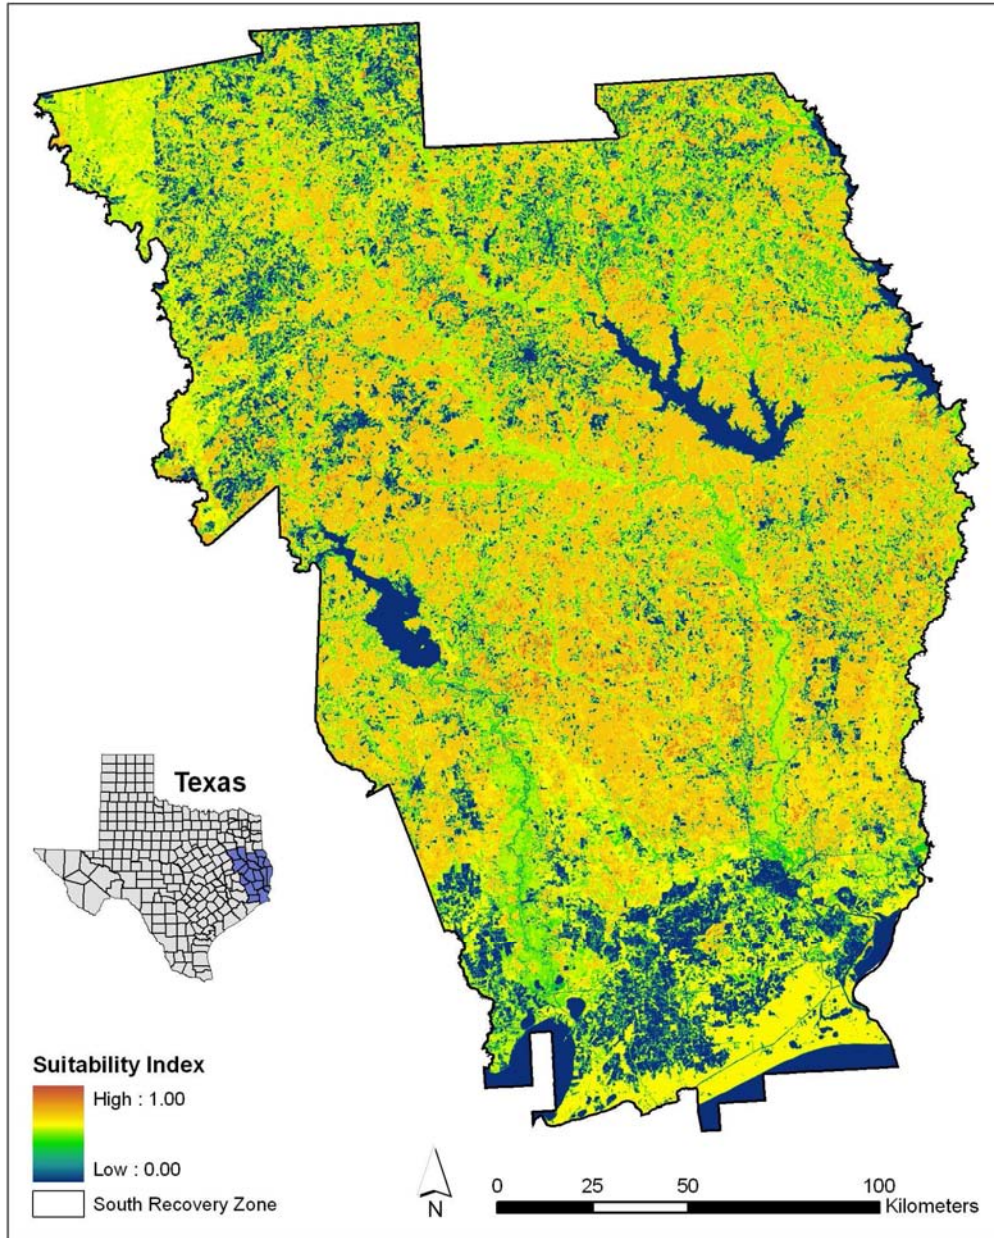 Texas
Suitability Index
High : 1.00
Low : 0.00
South Recovery Zone
N
0 25 50 100
Kilometers